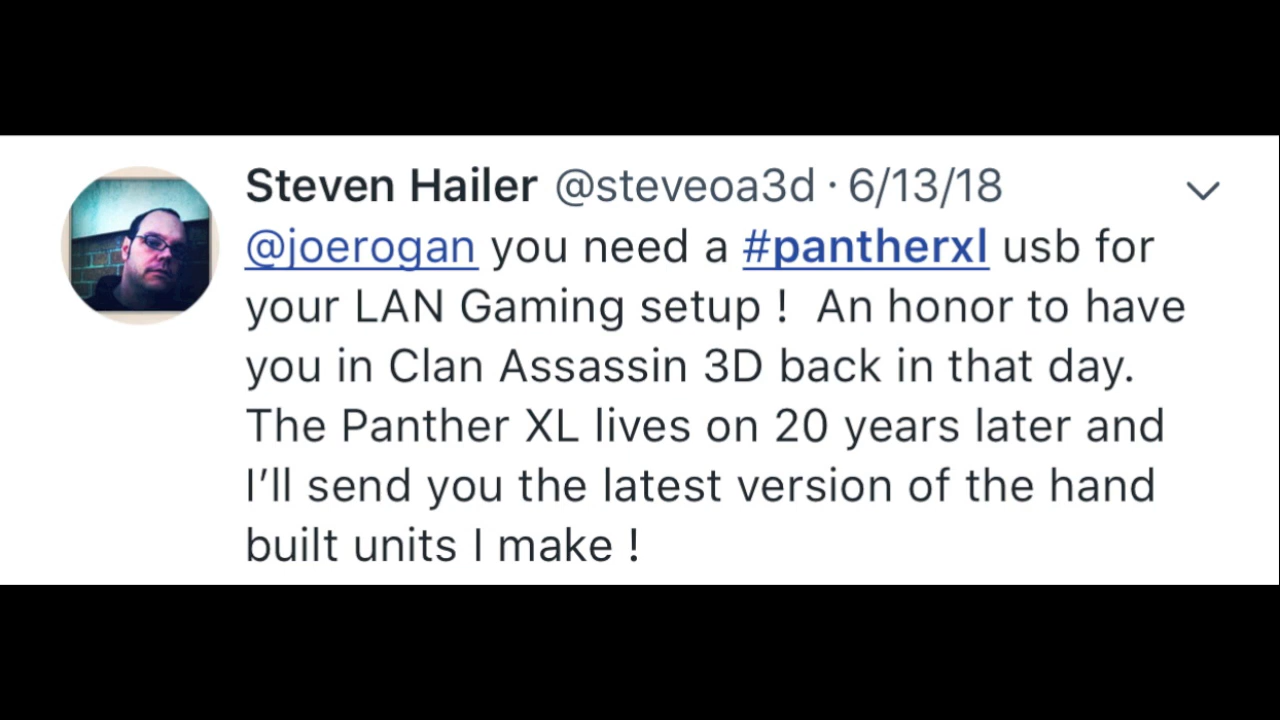 Steven Hailer @steveoa3d · 6/13/18
@joerogan you need a #pantherxl usb for
your LAN Gaming setup !  An honor to have
you in Clan Assassin 3D back in that day.
The Panther XL lives on 20 years later and
I’ll send you the latest version of the hand
built units I make !